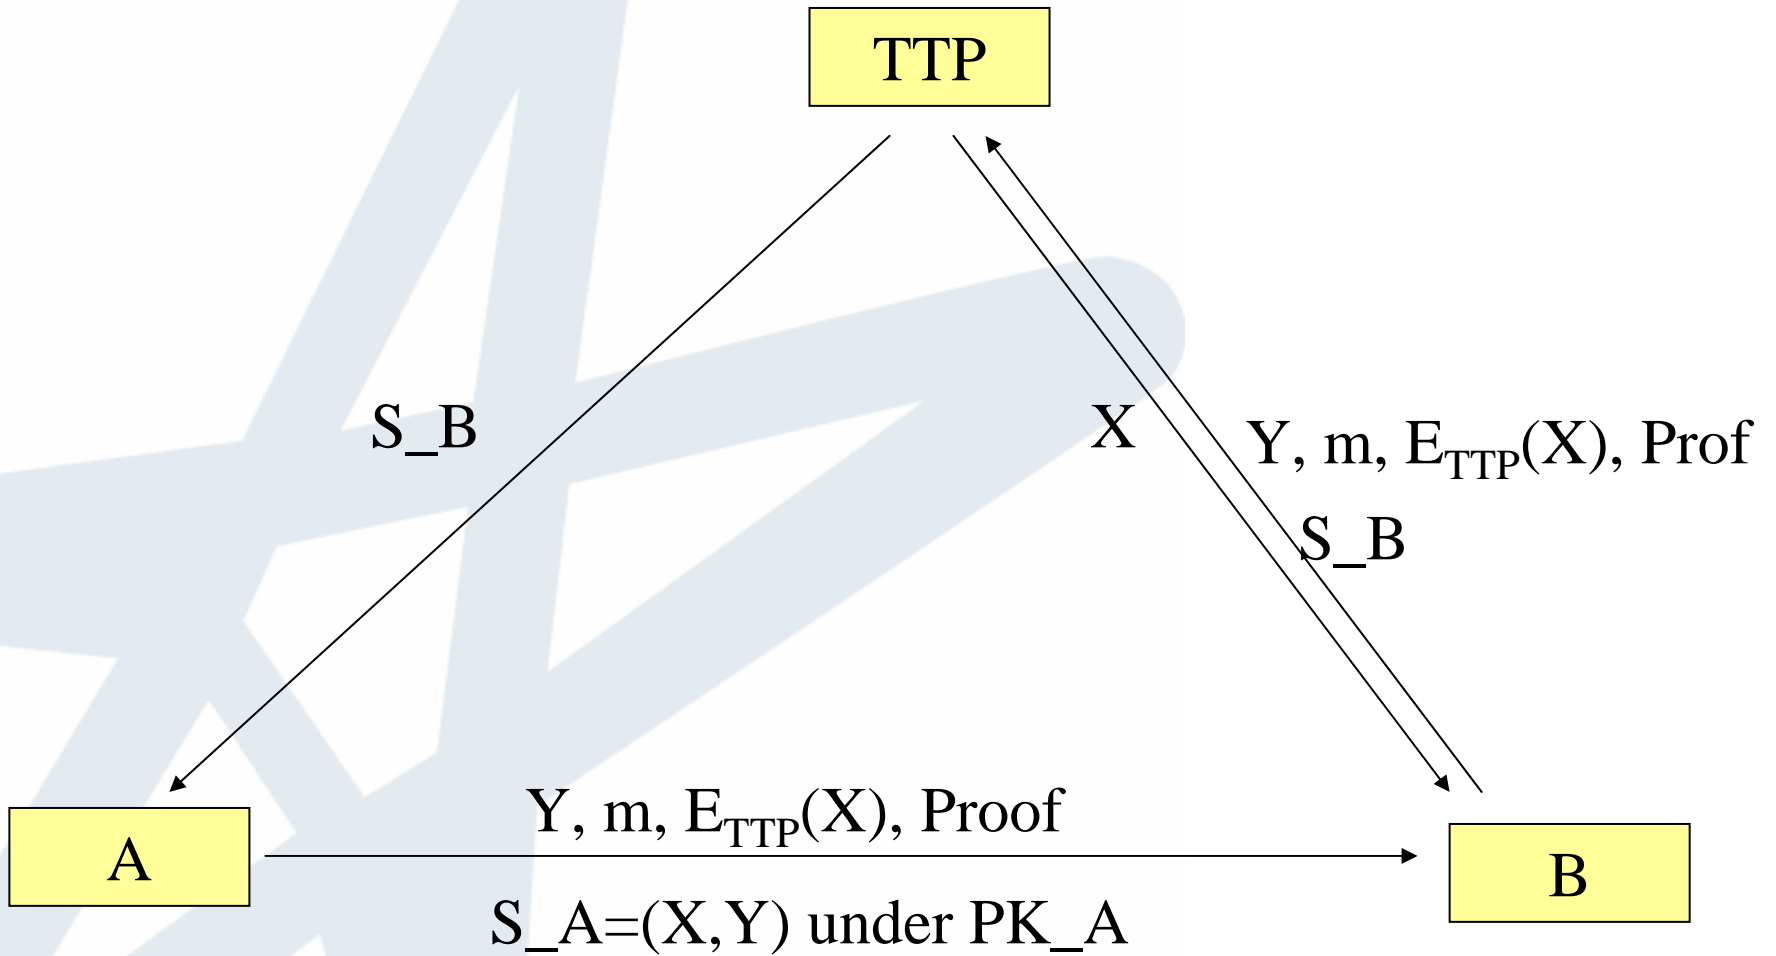 TTP
S_B
X
Y, m, E_TTP(X), Prof
S_B
Y, m, E_TTP(X), Proof
A
B
S_A=(X,Y) under PK_A